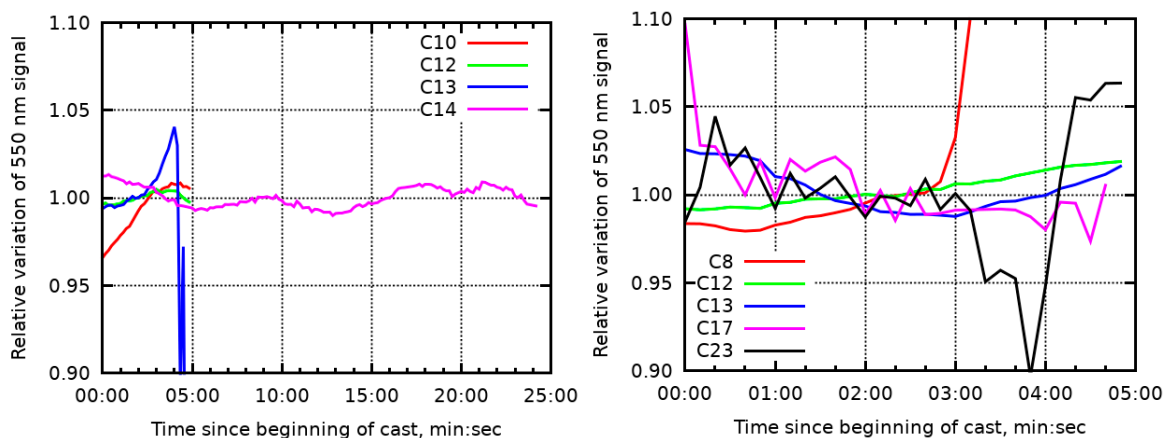 Relative variation of 550 nm signal
1.10
1.05
1.00
0.95
0.90
C10
C12
C13
C14
00:00 05:00 10:00 15:00 20:00 25:00
Time since beginning of cast, min:sec
Relative variation of 550 nm signal
1.10
1.05
1.00
0.95
0.90
C8
C12
C13
C17
C23
00:00 01:00 02:00 03:00 04:00 05:00
Time since beginning of cast, min:sec